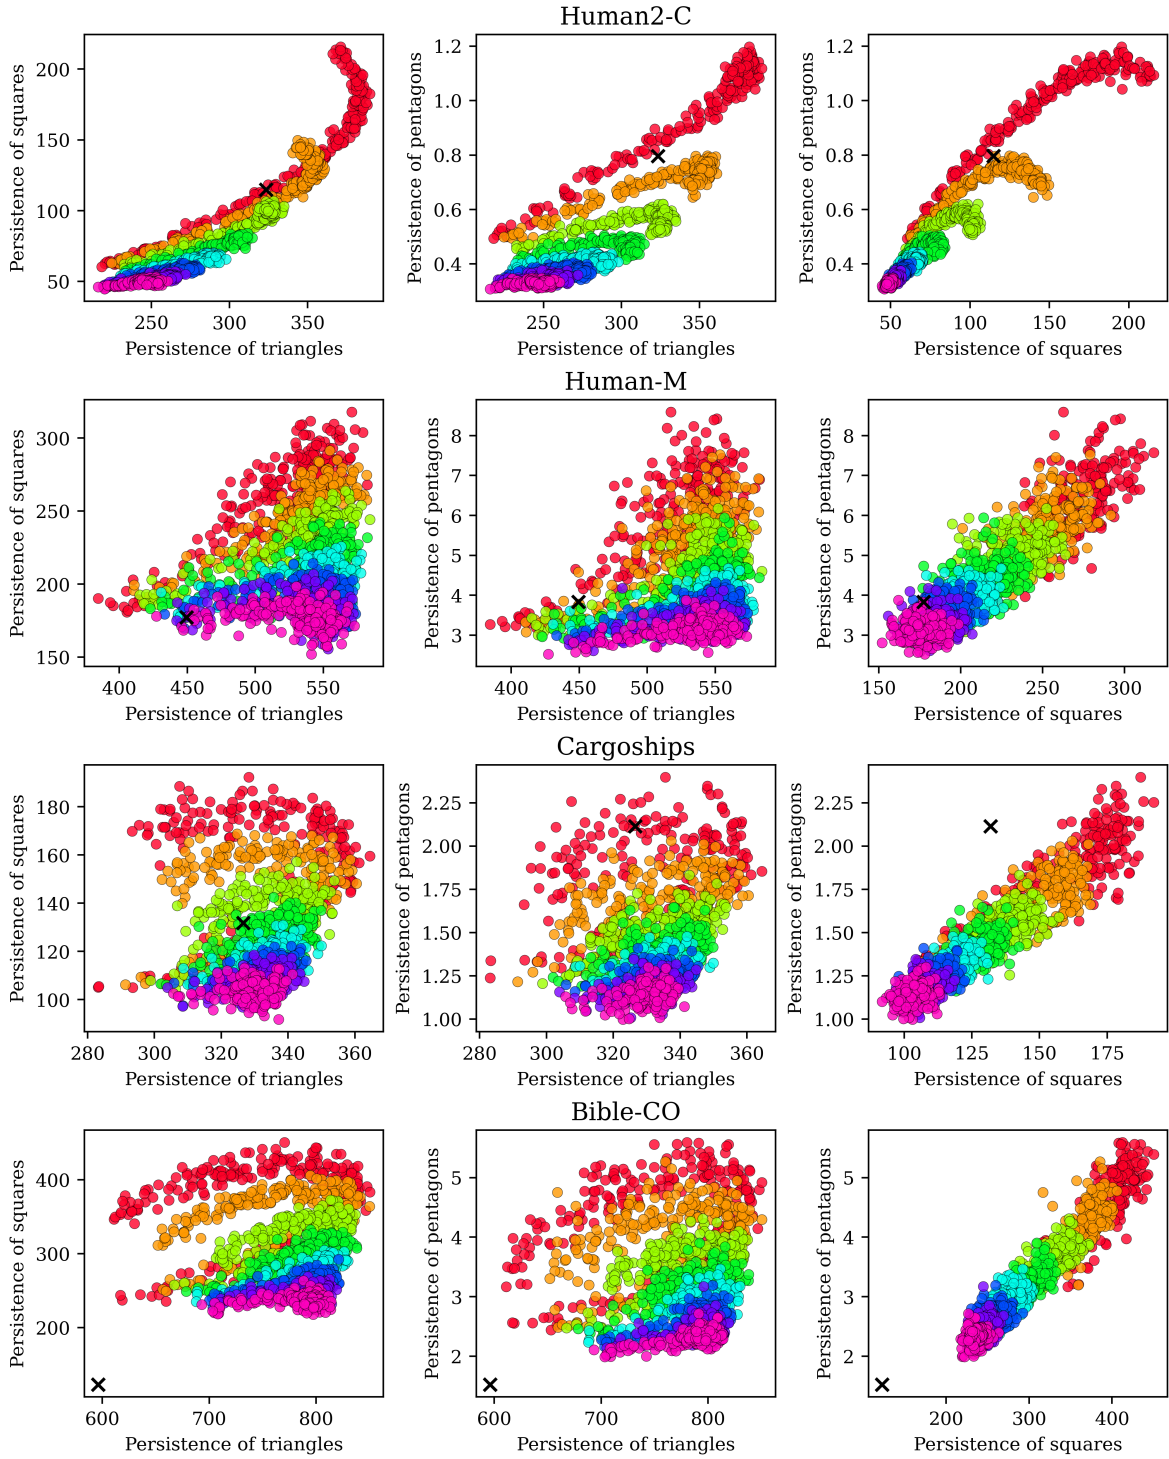 Human2-C
Persistence of squares
200
150
100
50
250 300 350
Persistence of triangles
Persistence of pentagons
1.2
1.0
0.8
0.6
0.4
250 300 350
Persistence of triangles
Persistence of pentagons
1.2
1.0
0.8
0.6
0.4
50 100 150 200
Persistence of squares
Human-M
Persistence of squares
300
250
200
150
400 450 500 550
Persistence of triangles
Persistence of pentagons
8
7
6
5
4
3
400 450 500 550
Persistence of triangles
Persistence of pentagons
8
7
6
5
4
3
150 200 250 300
Persistence of squares
Cargoships
Persistence of squares
180
160
140
120
100
280 300 320 340 360
Persistence of triangles
Persistence of pentagons
2.25
2.00
1.75
1.50
1.25
1.00
280 300 320 340 360
Persistence of triangles
Persistence of pentagons
2.25
2.00
1.75
1.50
1.25
1.00
100 125 150 175
Persistence of squares
Bible-CO
Persistence of squares
400
300
200
600 700 800
Persistence of triangles
Persistence of pentagons
5
4
3
2
600 700 800
Persistence of triangles
Persistence of pentagons
5
4
3
2
200 300 400
Persistence of squares